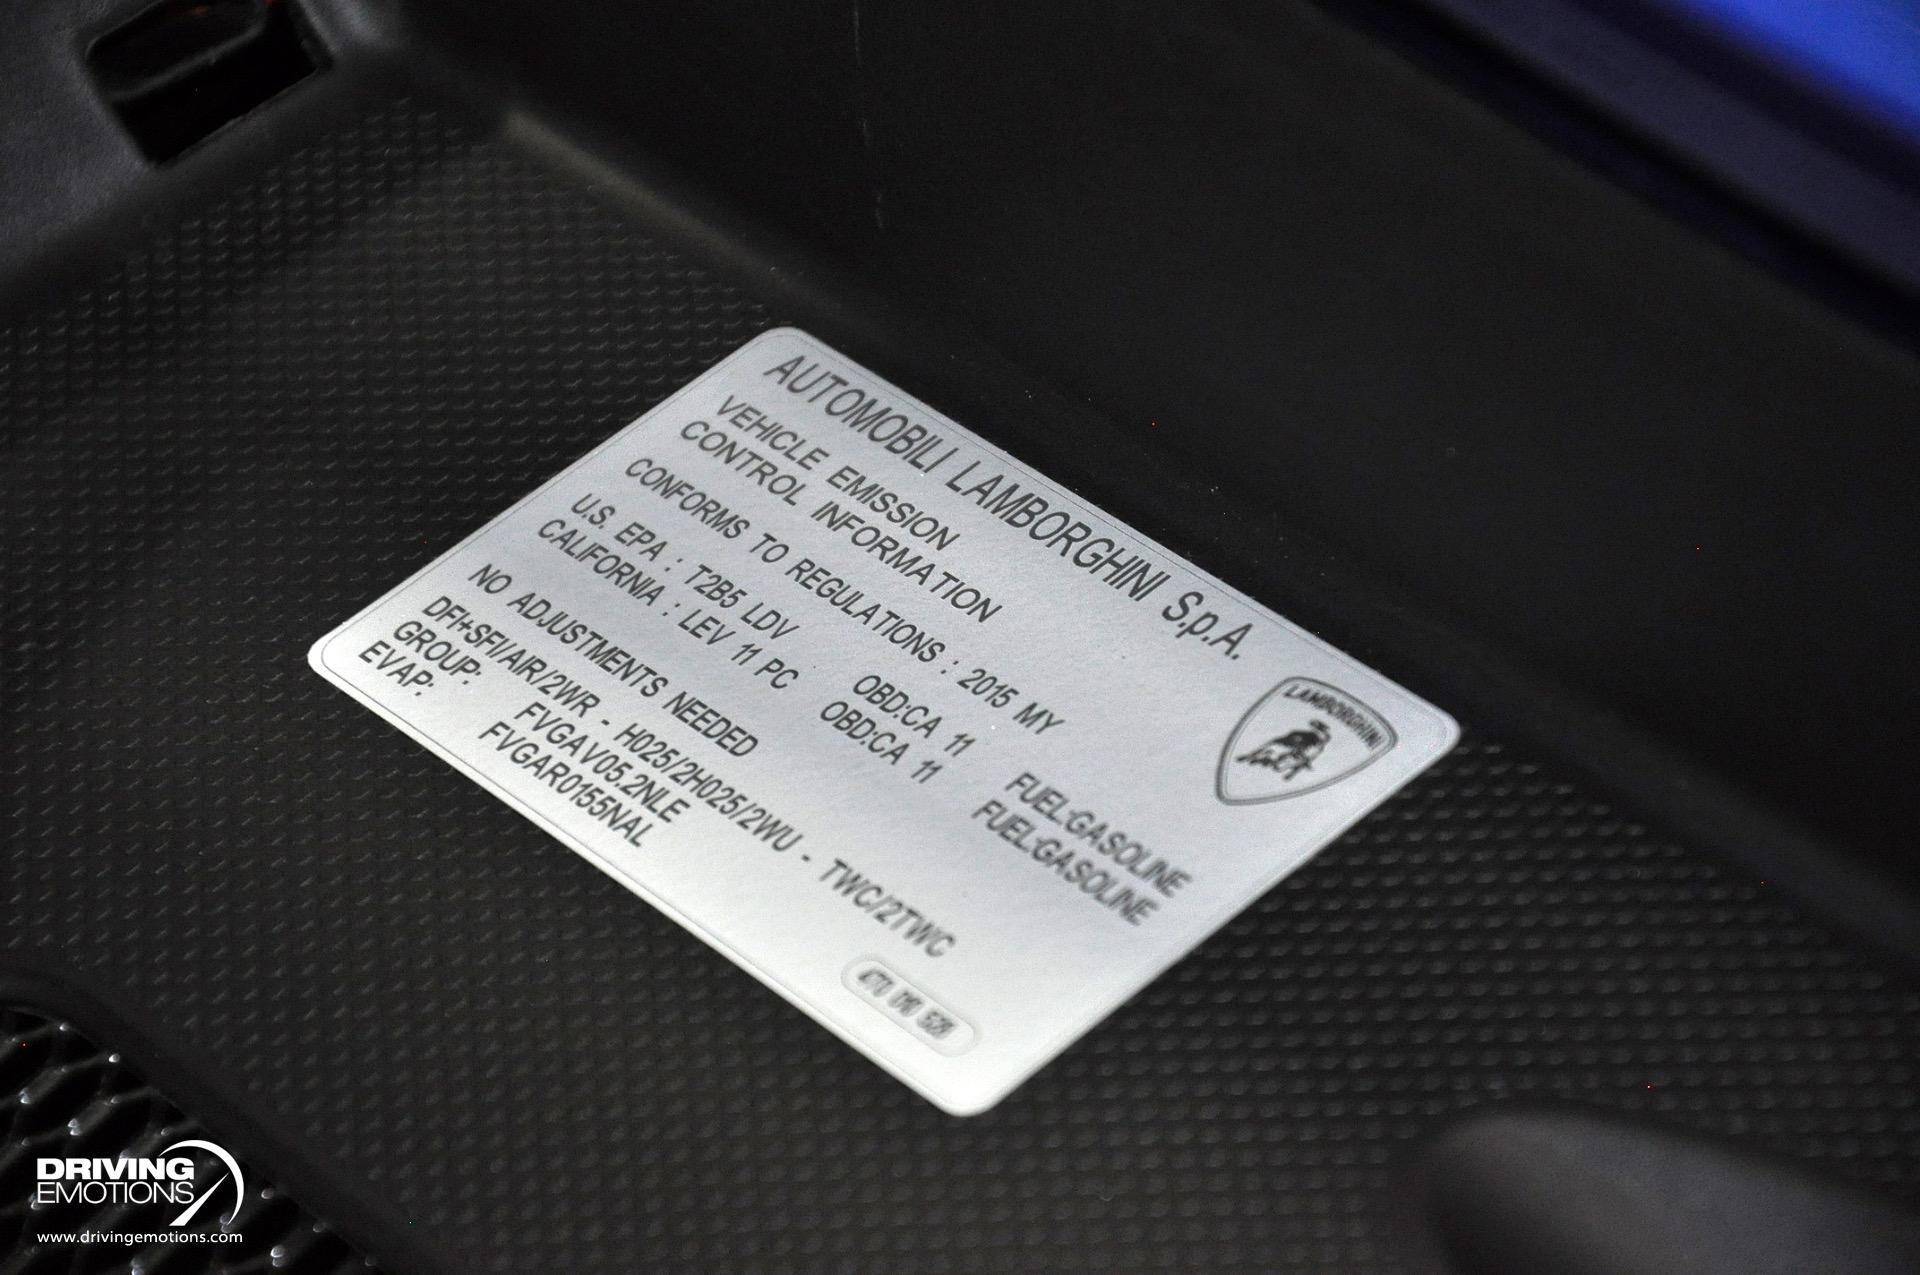 AUTOMOBILI LAMBORGHINI S.p.A.
VEHICLE EMISSION
CONTROL INFORMATION
CONFORMS TO REGULATIONS : 2015 MY
U.S. EPA : T2B5 LDV OBD:CA 11 FUEL:GASOLINE
CALIFORNIA : LEV 11 PC OBD:CA 11 FUEL:GASOLINE
NO ADJUSTMENTS NEEDED
DFI+SFI/AIR/2WR - HO25/2HO25/2WU - TWC/2TWC
GROUP: FVGAV05.2NLE
EVAP: FVGAR0155NAL
LAMBORGHINI
DRIVING
EMOTIONS
www.drivingemotions.com